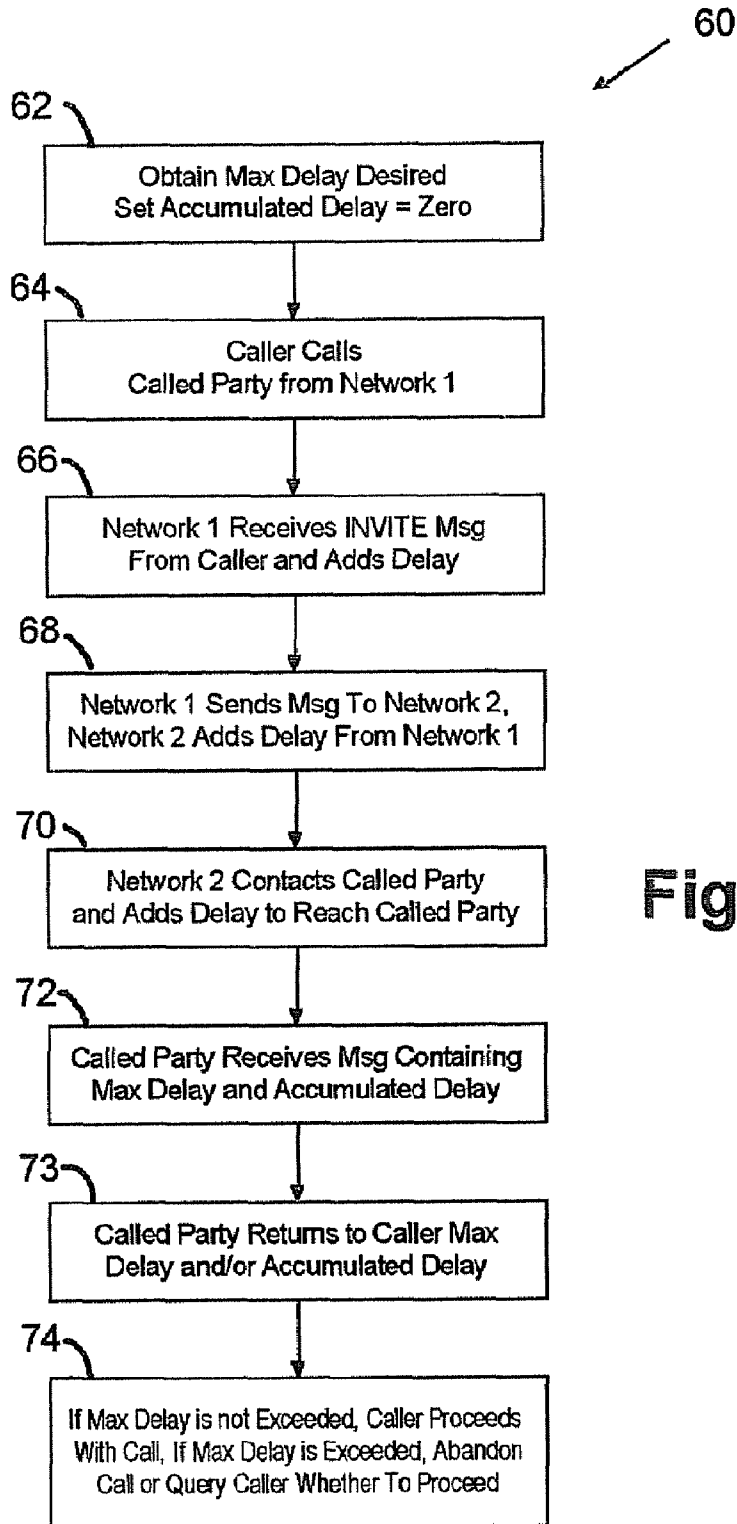 60
62
Obtain Max Delay Desired
Set Accumulated Delay = Zero
64
Caller Calls
Called Party from Network 1
66
Network 1 Receives INVITE Msg
From Caller and Adds Delay
68
Network 1 Sends Msg To Network 2,
Network 2 Adds Delay From Network 1
70
Network 2 Contacts Called Party
and Adds Delay to Reach Called Party
Fig
72
Called Party Receives Msg Containing
Max Delay and Accumulated Delay
73
Called Party Returns to Caller Max
Delay and/or Accumulated Delay
74
If Max Delay is not Exceeded, Caller Proceeds
With Call, If Max Delay is Exceeded, Abandon
Call or Query Caller Whether To Proceed